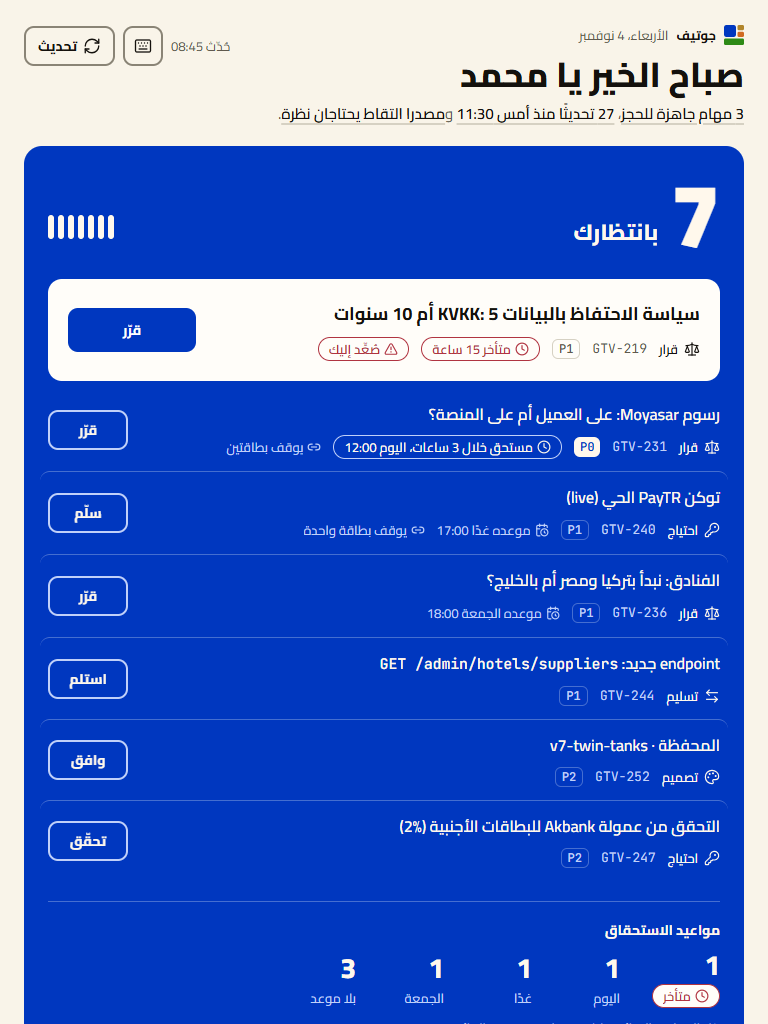 جوتيف الأربعاء، 4 نوفمبر
حُدّث 08:45
تحديث
صباح الخير يا محمد
3 مهام جاهزة للحجز، 27 تحديثًا منذ أمس 11:30 ومصدرا التقاط يحتاجان نظرة.
7 بانتظارك
سياسة الاحتفاظ بالبيانات KVKK: 5 أم 10 سنوات
قرار GTV-219 P1 متأخر 15 ساعة صُعِّد إليك
قرّر
رسوم Moyasar: على العميل أم على المنصة؟
قرار GTV-231 P0 مستحق خلال 3 ساعات، اليوم 12:00 يوقف بطاقتين
قرّر
توكن PayTR الحي (live)
احتياج GTV-240 P1 موعده غدًا 17:00 يوقف بطاقة واحدة
سلّم
الفنادق: نبدأ بتركيا ومصر أم بالخليج؟
قرار GTV-236 P1 موعده الجمعة 18:00
قرّر
endpoint جديد: GET /admin/hotels/suppliers
تسليم GTV-244 P1
استلم
المحفظة · v7-twin-tanks
تصميم GTV-252 P2
وافق
التحقق من عمولة Akbank للبطاقات الأجنبية (2%)
احتياج GTV-247 P2
تحقّق
مواعيد الاستحقاق
1 متأخر
1 اليوم
1 غدًا
1 الجمعة
3 بلا موعد